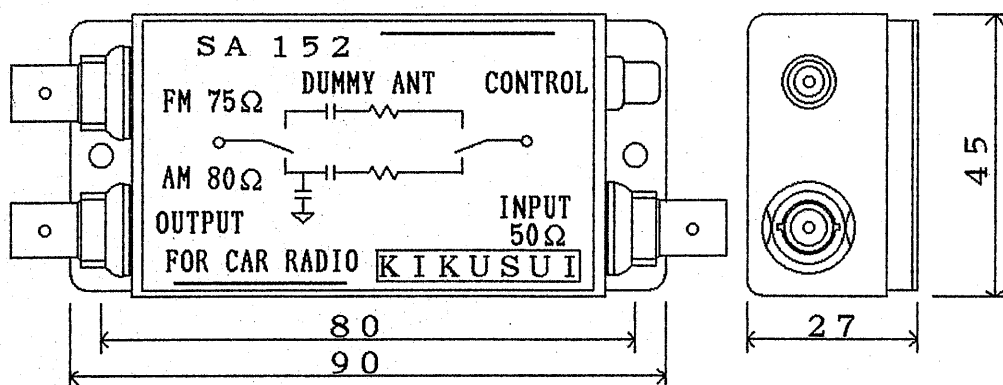 SA 152
DUMMY ANT
CONTROL
FM 75Ω
AM 80Ω
OUTPUT
INPUT
50Ω
FOR CAR RADIO
KIKUSUI
45
80
27
90